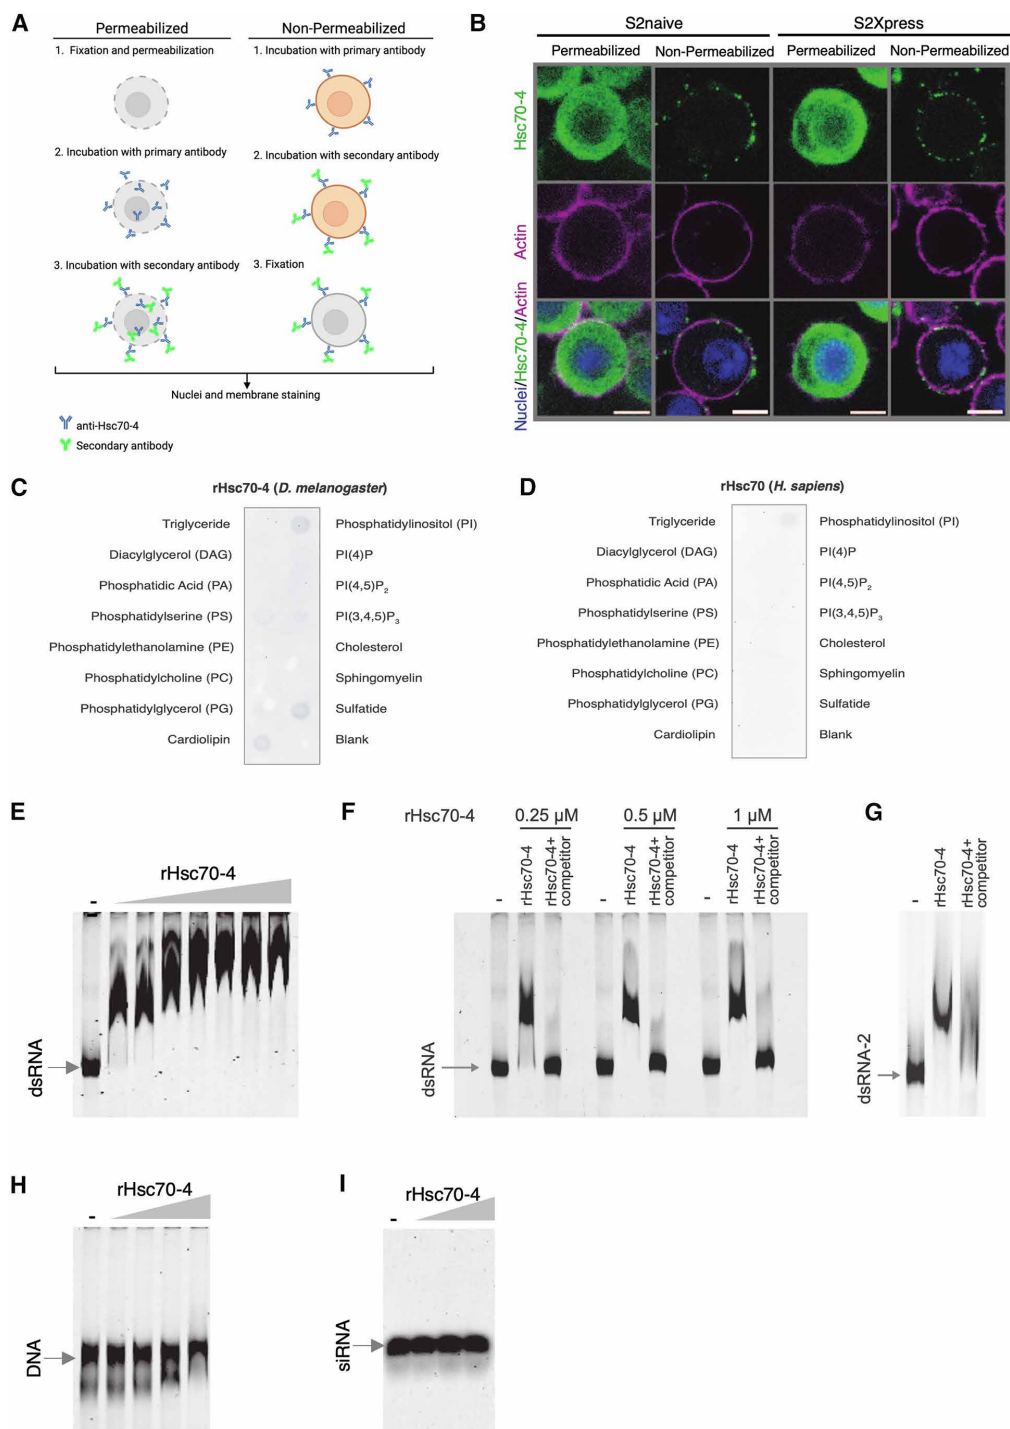 A
Permeabilized
Non-Permeabilized
1. Fixation and permeabilization
1. Incubation with primary antibody
2. Incubation with primary antibody
2. Incubation with secondary antibody
3. Incubation with secondary antibody
3. Fixation
Nuclei and membrane staining
anti-Hsc70-4
Secondary antibody
B
S2naive
S2Xpress
Permeabilized
Non-Permeabilized
Permeabilized
Non-Permeabilized
Hsc70-4
Actin
Nuclei/Hsc70-4/Actin
C
rHsc70-4 (D. melanogaster)
Triglyceride
Phosphatidylinositol (PI)
Diacylglycerol (DAG)
PI(4)P
Phosphatidic Acid (PA)
PI(4,5)P2
Phosphatidylserine (PS)
PI(3,4,5)P3
Phosphatidylethanolamine (PE)
Cholesterol
Phosphatidylcholine (PC)
Sphingomyelin
Phosphatidylglycerol (PG)
Sulfatide
Cardiolipin
Blank
D
rHsc70 (H. sapiens)
Triglyceride
Phosphatidylinositol (PI)
Diacylglycerol (DAG)
PI(4)P
Phosphatidic Acid (PA)
PI(4,5)P2
Phosphatidylserine (PS)
PI(3,4,5)P3
Phosphatidylethanolamine (PE)
Cholesterol
Phosphatidylcholine (PC)
Sphingomyelin
Phosphatidylglycerol (PG)
Sulfatide
Cardiolipin
Blank
E
rHsc70-4
-
dsRNA
F
rHsc70-4
0.25 µM
0.5 µM
1 µM
-
rHsc70-4
rHsc70-4+
competitor
-
rHsc70-4
rHsc70-4+
competitor
-
rHsc70-4
rHsc70-4+
competitor
dsRNA
G
-
rHsc70-4
rHsc70-4+
competitor
dsRNA-2
H
rHsc70-4
-
DNA
I
rHsc70-4
-
siRNA